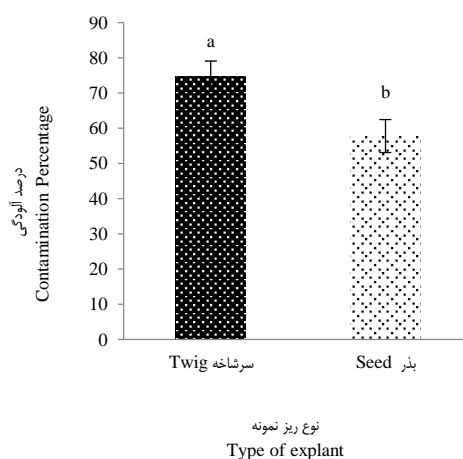 90
80
70
60
50
40
30
20
10
0
درصد آلودگی
Contamination Percentage
a
b
سرشاخه Twig
بذر Seed
نوع ریز نمونه
Type of explant